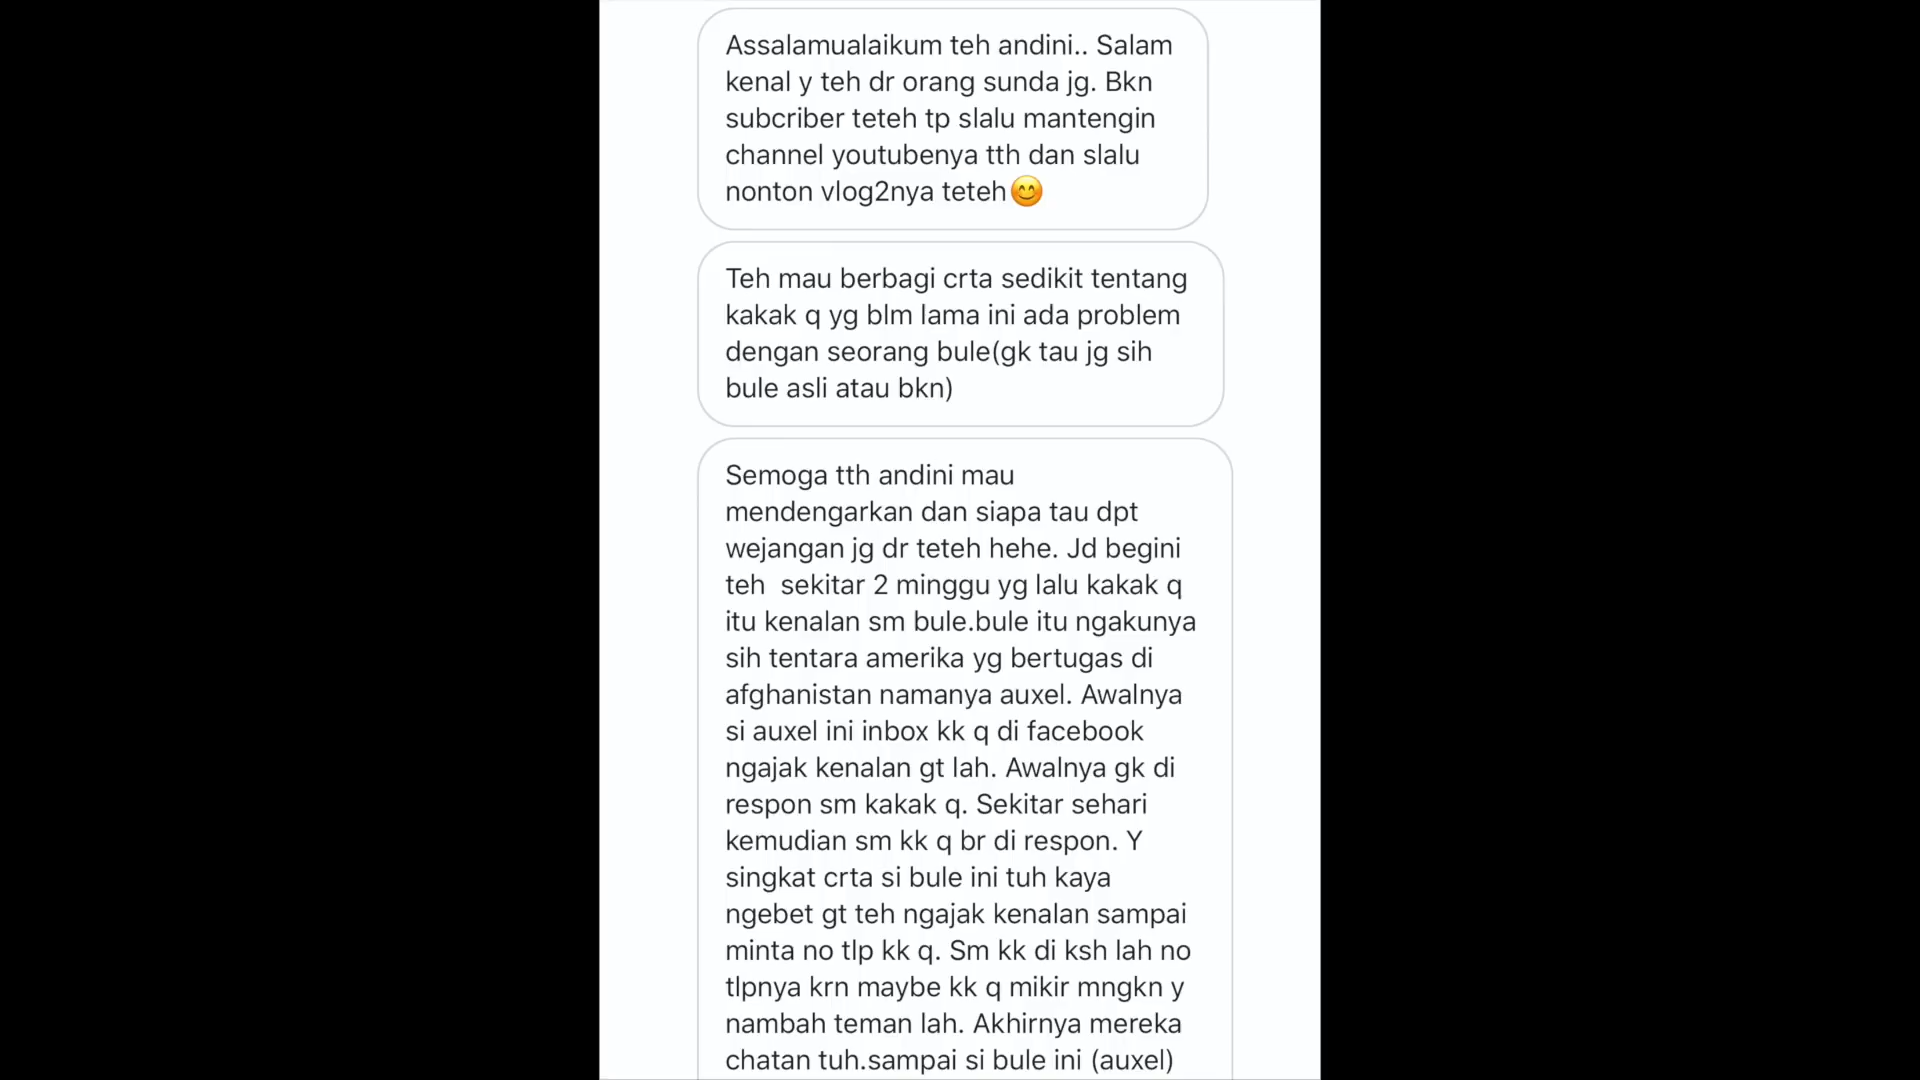 Assalamualaikum teh andini.. Salam
kenal y teh dr orang sunda jg. Bkn
subcriber teteh tp slalu mantengin
channel youtubenya tth dan slalu
nonton vlog2nya teteh😊
Teh mau berbagi crta sedikit tentang
kakak q yg blm lama ini ada problem
dengan seorang bule(gk tau jg sih
bule asli atau bkn)
Semoga tth andini mau
mendengarkan dan siapa tau dpt
wejangan jg dr teteh hehe. Jd begini
teh  sekitar 2 minggu yg lalu kakak q
itu kenalan sm bule.bule itu ngakunya
sih tentara amerika yg bertugas di
afghanistan namanya auxel. Awalnya
si auxel ini inbox kk q di facebook
ngajak kenalan gt lah. Awalnya gk di
respon sm kakak q. Sekitar sehari
kemudian sm kk q br di respon. Y
singkat crta si bule ini tuh kaya
ngebet gt teh ngajak kenalan sampai
minta no tlp kk q. Sm kk di ksh lah no
tlpnya krn maybe kk q mikir mngkn y
nambah teman lah. Akhirnya mereka
chatan tuh.sampai si bule ini (auxel)